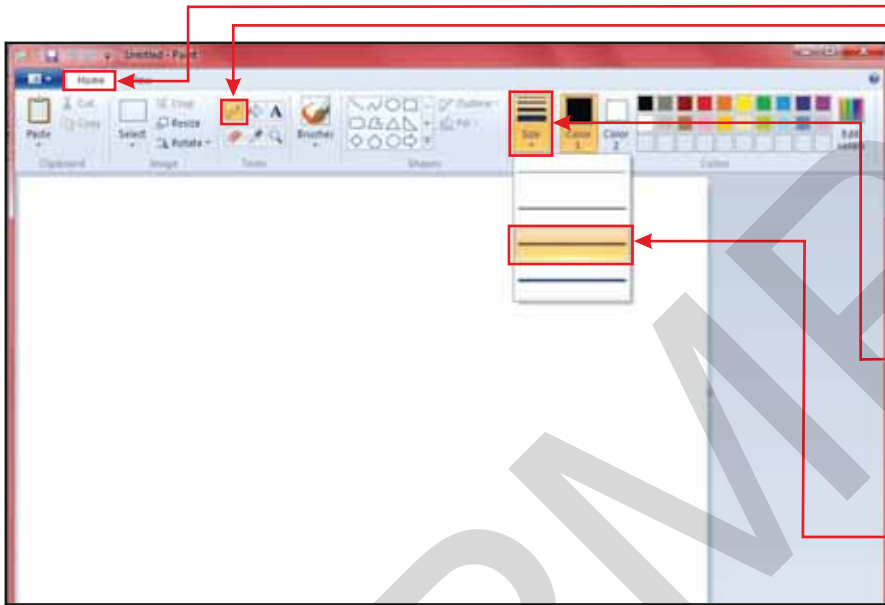 Untitled - Paint
Home
Cut
Copy
Paste
Clipboard
Select
Crop
Resize
Rotate
Image
Tools
Brushes
Shapes
Outline
Fill
Size
Color 1
Color 2
Edit colors
Colors